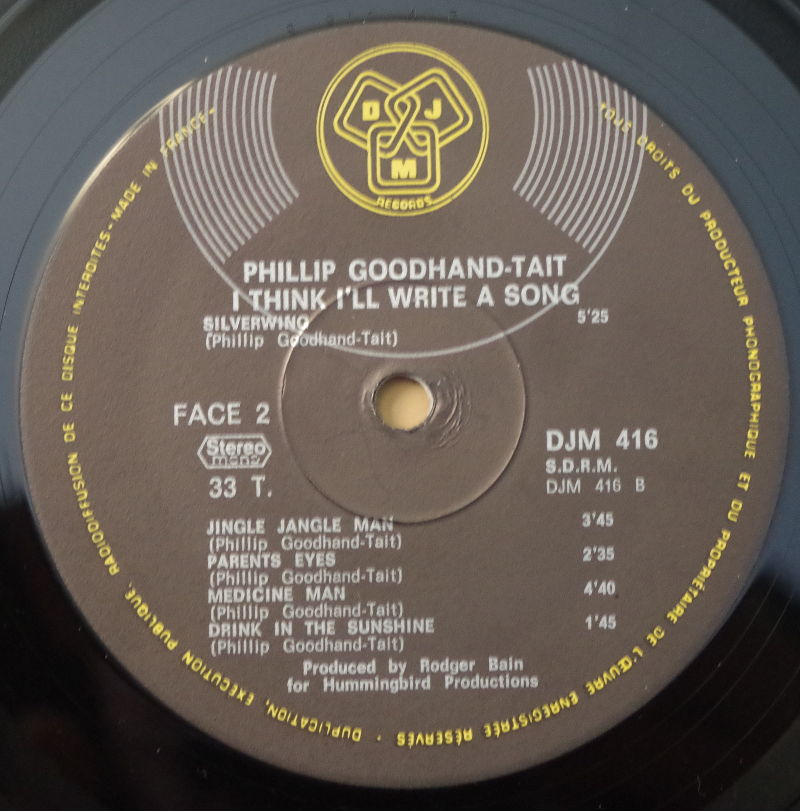 D J
M
RECORDS
PHILLIP GOODHAND-TAIT
I THINK I'LL WRITE A SONG
SILVERWING 5'25
(Phillip Goodhand-Tait)
FACE 2
Stereo
mono
33 T.
DJM 416
S.D.R.M.
DJM 416 B
JINGLE JANGLE MAN 3'45
(Phillip Goodhand-Tait)
PARENTS EYES 2'35
(Phillip Goodhand-Tait)
MEDICINE MAN 4'40
(Phillip Goodhand-Tait)
DRINK IN THE SUNSHINE 1'45
(Phillip Goodhand-Tait)
Produced by Rodger Bain
for Hummingbird Productions
TOUS DROITS DU PRODUCTEUR PHONOGRAPHIQUE ET DU PROPRIÉTAIRE DE L'ŒUVRE ENREGISTRÉE RÉSERVÉS • DUPLICATION, EXÉCUTION PUBLIQUE, RADIODIFFUSION DE CE DISQUE INTERDITES - MADE IN FRANCE -